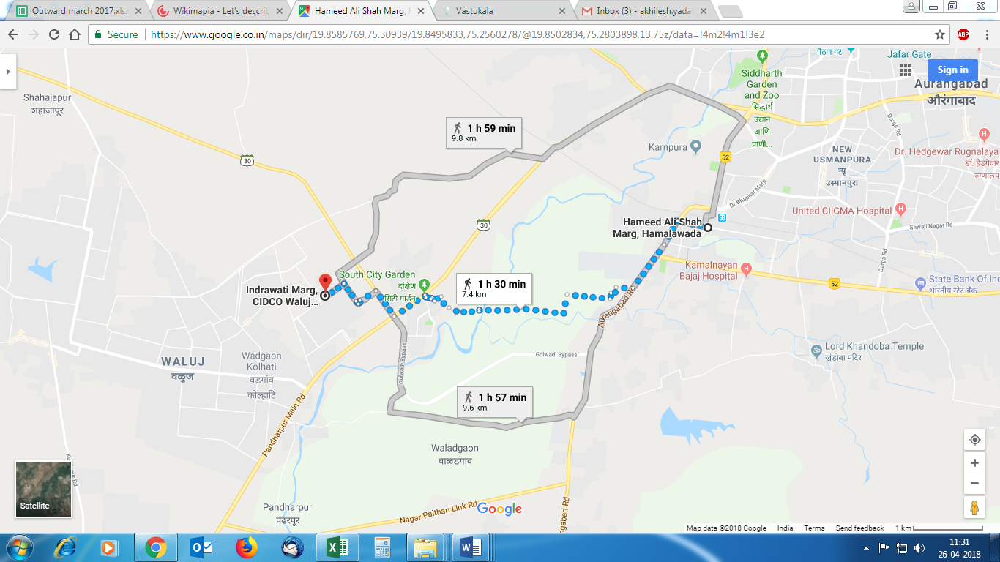 Outward march 2017.xlsx
Wikimapia - Let's describ
Hameed Ali Shah Marg, H
Vastukala
Inbox (3) - akhilesh.yadav
Secure
https://www.google.co.in/maps/dir/19.8585769,75.30939/19.8495833,75.2560278/@19.8502834,75.2803898,13.75z/data=!4m2!4m1!3e2
ABP
Sign in
Jafar Gate
पैठण गेट
Aurangabad
औरंगाबाद
Siddharth
Garden
and Zoo
सिद्धार्थ
उद्यान
आणि
प्राणी...
Shahajapur
शहाजापूर
1 h 59 min
9.8 km
Karnpura
52
30
NEW
USMANPURA
न्यू
उस्मानपुरा
Darga Rd
Dr. Hedgewar Rugnalaya
डॉ. हेडगेवार
रुग्णालय
H
Dr Bhapkar Marg
United CIIGMA Hospital
H
Shivaji Nagar Rd
Hameed Ali Shah
Marg, Hamalawada
30
Darga Rd
Kamalnayan
Bajaj Hospital
H
52
State Bank Of In
भारतीय स्टेट बँक
South City Garden
दक्षिण
सिटी गार्डन
1 h 30 min
7.4 km
Indrawati Marg,
CIDCO Waluj...
Aurangabad Rd
Golwadi Bypass
Golwadi Bypass
Lord Khandoba Temple
खंडोबा मंदिर
WALUJ
वळुज
Wadgaon
Kolhati
वडगांव
कोल्हाटि
Pandharpur Main Rd
1 h 57 min
9.6 km
Waladgaon
वाळडगांव
Pandharpur
पंढरपूर
Nagar-Paithan Link Rd
gabad Rd
Satellite
Google
Map data ©2018 Google
India
Terms
Send feedback
1 km
11:31
26-04-2018